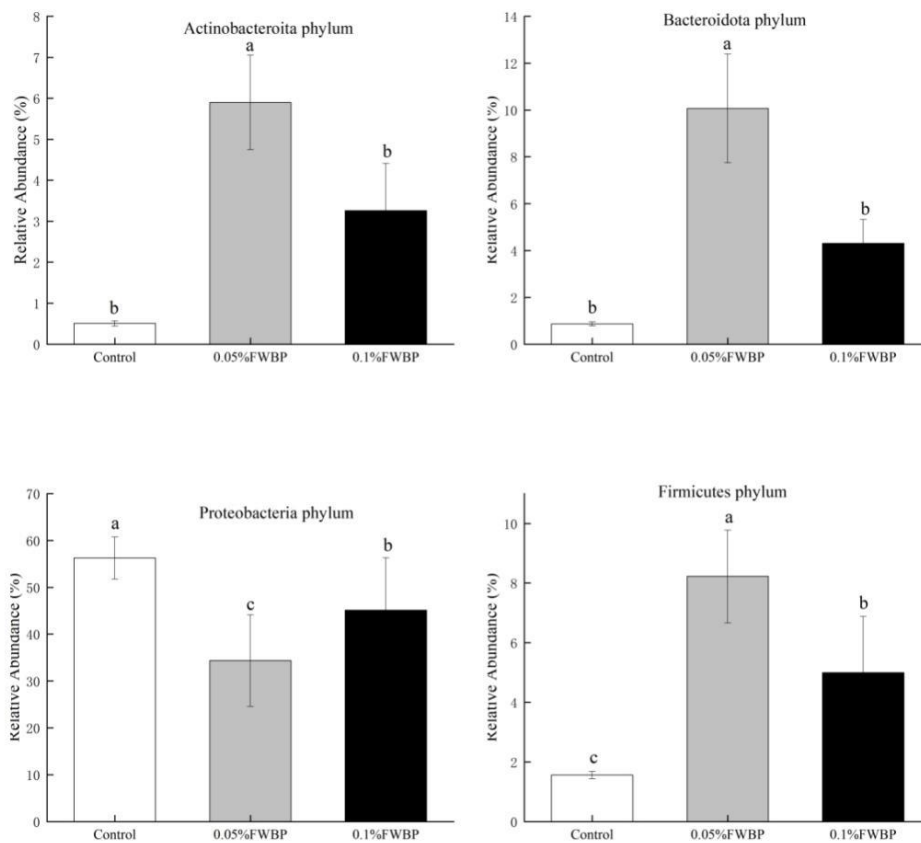 Actinobacteroita phylum
Relative Abundance (%)
8
7
6
5
4
3
2
1
0
b
a
b
Control
0.05%FWBP
0.1%FWBP
Bacteroidota phylum
Relative Abundance (%)
14
12
10
8
6
4
2
0
b
a
b
Control
0.05%FWBP
0.1%FWBP
Proteobacteria phylum
Relative Abundance (%)
70
60
50
40
30
20
10
0
a
c
b
Control
0.05%FWBP
0.1%FWBP
Firmicutes phylum
Relative Abundance (%)
10
8
6
4
2
0
c
a
b
Control
0.05%FWBP
0.1%FWBP